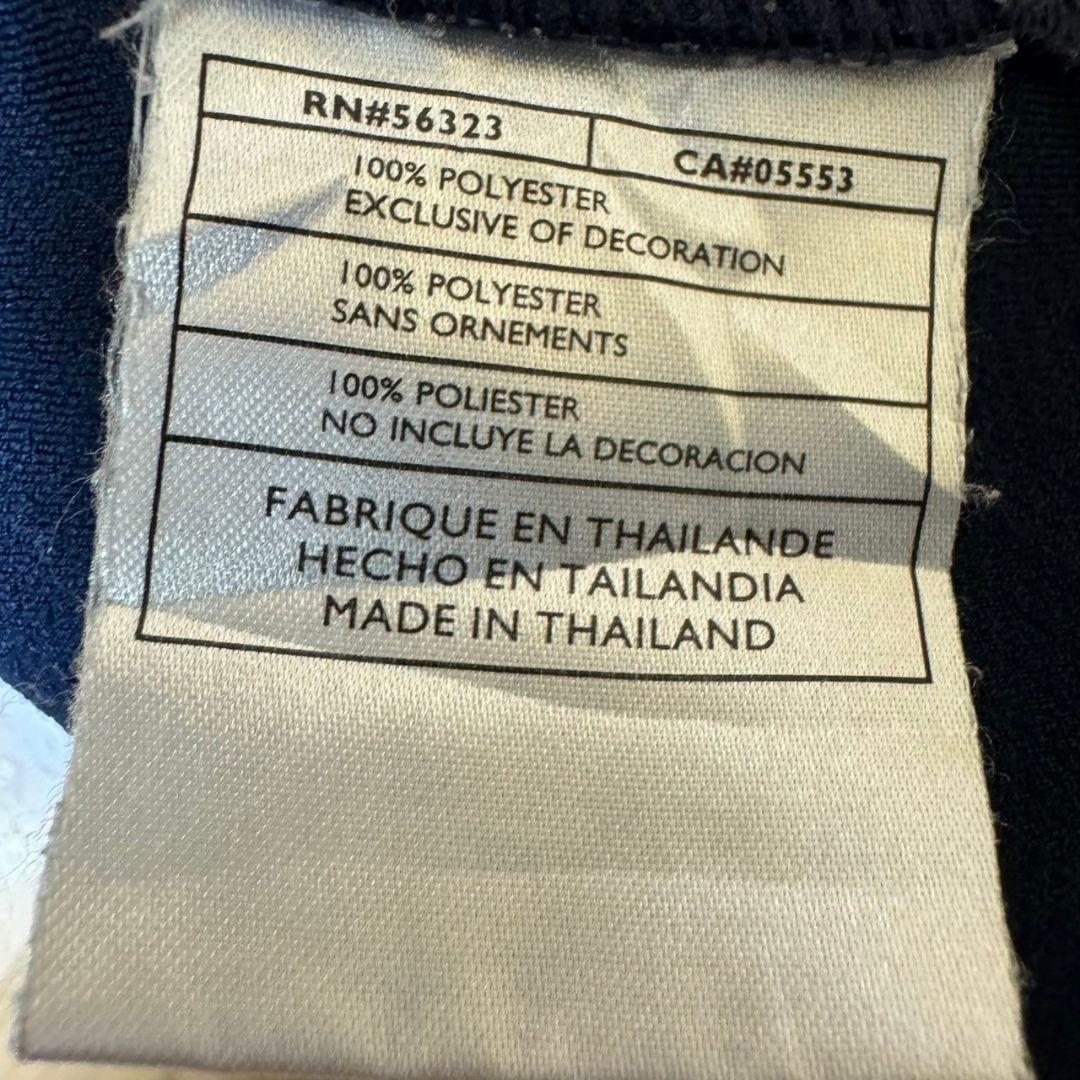 RN#56323 CA#05553
100% POLYESTER
EXCLUSIVE OF DECORATION
100% POLYESTER
SANS ORNEMENTS
100% POLIESTER
NO INCLUYE LA DECORACION
FABRIQUE EN THAILANDE
HECHO EN TAILANDIA
MADE IN THAILAND